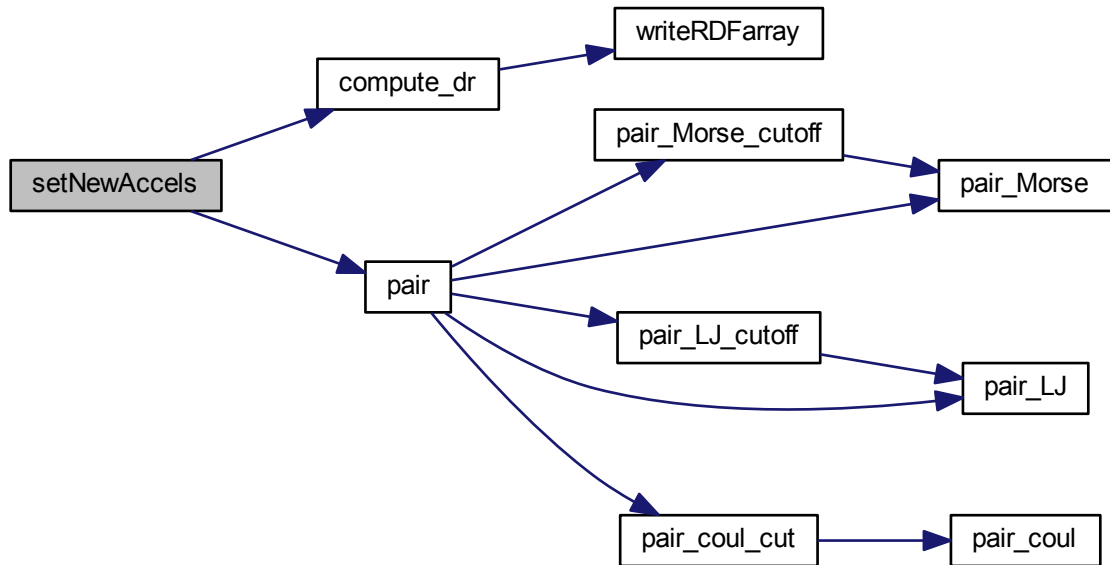 writeRDFarray
compute_dr
pair_Morse_cutoff
setNewAccels
pair_Morse
pair
pair_LJ_cutoff
pair_LJ
pair_coul_cut
pair_coul